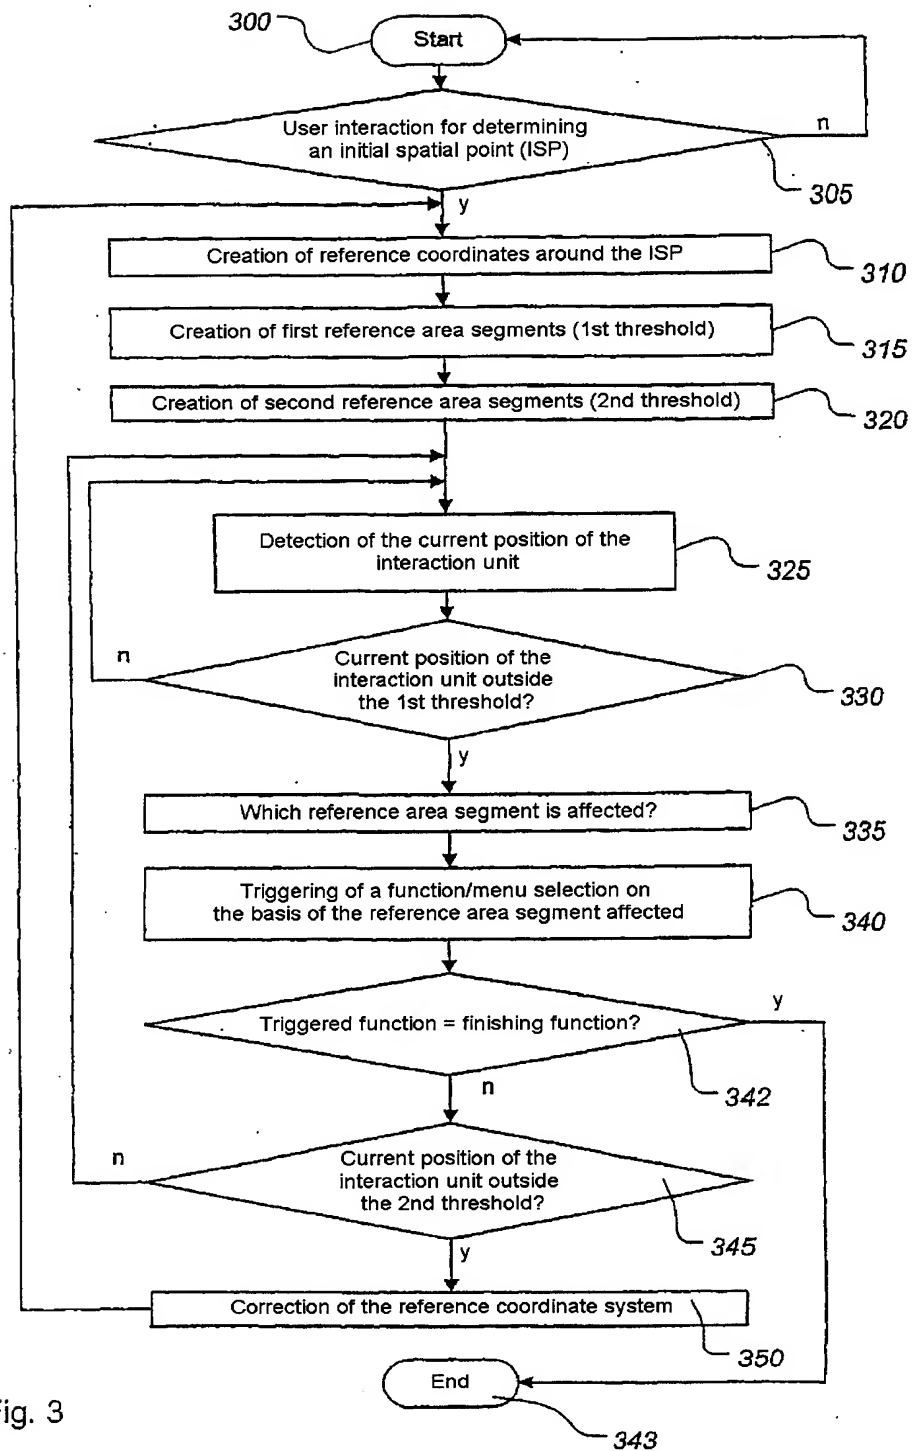 300
Start
n
User interaction for determining
an initial spatial point (ISP)
305
y
Creation of reference coordinates around the ISP
310
Creation of first reference area segments (1st threshold)
315
Creation of second reference area segments (2nd threshold)
320
Detection of the current position of the
interaction unit
325
n
Current position of the
interaction unit outside
the 1st threshold?
330
y
Which reference area segment is affected?
335
Triggering of a function/menu selection on
the basis of the reference area segment affected
340
y
Triggered function = finishing function?
342
n
n
Current position of the
interaction unit outside
the 2nd threshold?
345
y
Correction of the reference coordinate system
350
End
343
ig. 3